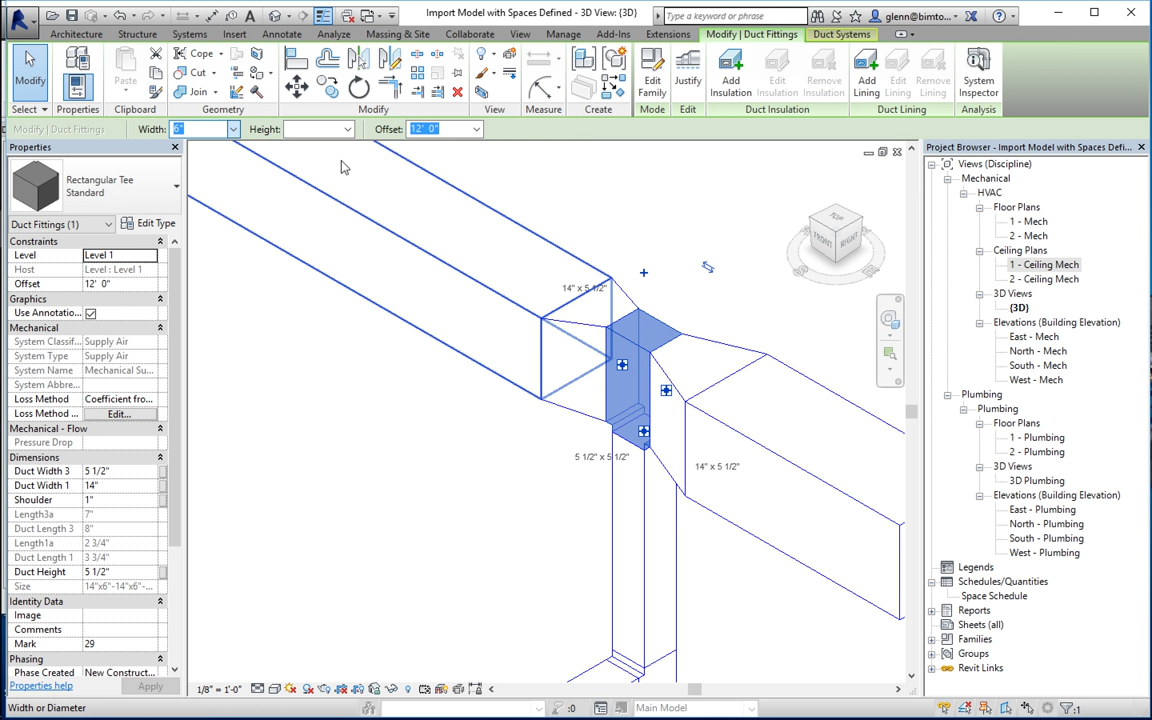 Import Model with Spaces Defined - 3D View: {3D}
Type a keyword or phrase
glenn@bimto...
Architecture Structure Systems Insert Annotate Analyze Massing & Site Collaborate View Manage Add-Ins Extensions Modify | Duct Fittings Duct Systems
Modify
Properties
Paste
Cope
Cut
Join
Edit Family
Justify
Add Insulation
Edit Insulation
Remove Insulation
Add Lining
Edit Lining
Remove Lining
System Inspector
Select Properties Clipboard Geometry Modify View Measure Create Mode Edit Duct Insulation Duct Lining Analysis
Modify | Duct Fittings Width: 6" Height: Offset: 12' 0"
Properties
Rectangular Tee
Standard
Duct Fittings (1) Edit Type
Constraints
Level Level 1
Host Level : Level 1
Offset 12' 0"
Graphics
Use Annotatio...
Mechanical
System Classif... Supply Air
System Type Supply Air
System Name Mechanical Su...
System Abbre...
Loss Method Coefficient fro...
Loss Method ... Edit...
Mechanical - Flow
Pressure Drop
Dimensions
Duct Width 3 5 1/2"
Duct Width 1 14"
Shoulder 1"
Length3a 7"
Duct Length 3 8"
Length1a 2 3/4"
Duct Length 1 3 3/4"
Duct Height 5 1/2"
Size 14"x6"-14"x6"-...
Identity Data
Image
Comments
Mark 29
Phasing
Phase Created New Construct...
Properties help Apply
14" x 5 1/2"
5 1/2" x 5 1/2"
14" x 5 1/2"
TOP
FRONT
RIGHT
1/8" = 1'-0"
Project Browser - Import Model with Spaces Defi...
Views (Discipline)
Mechanical
HVAC
Floor Plans
1 - Mech
2 - Mech
Ceiling Plans
1 - Ceiling Mech
2 - Ceiling Mech
3D Views
{3D}
Elevations (Building Elevation)
East - Mech
North - Mech
South - Mech
West - Mech
Plumbing
Plumbing
Floor Plans
1 - Plumbing
2 - Plumbing
3D Views
3D Plumbing
Elevations (Building Elevation)
East - Plumbing
North - Plumbing
South - Plumbing
West - Plumbing
Legends
Schedules/Quantities
Space Schedule
Reports
Sheets (all)
Families
Groups
Revit Links
Width or Diameter
:0
Main Model
:1